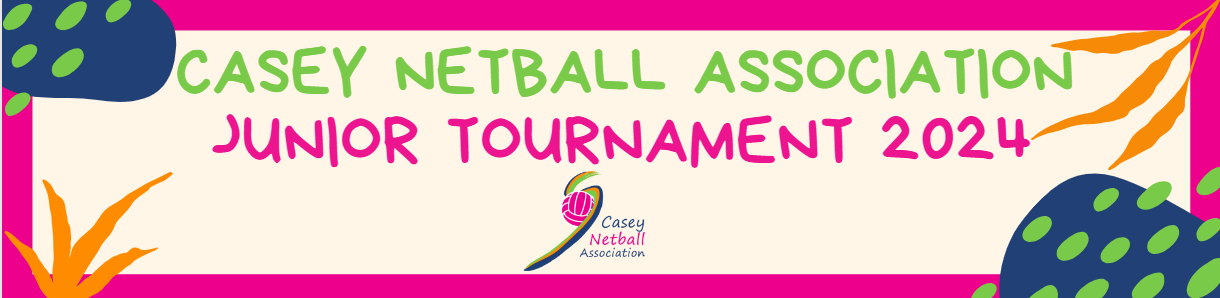 CASEY NETBALL ASSOCIATION
JUNIOR TOURNAMENT 2024
Casey
Netball
Association